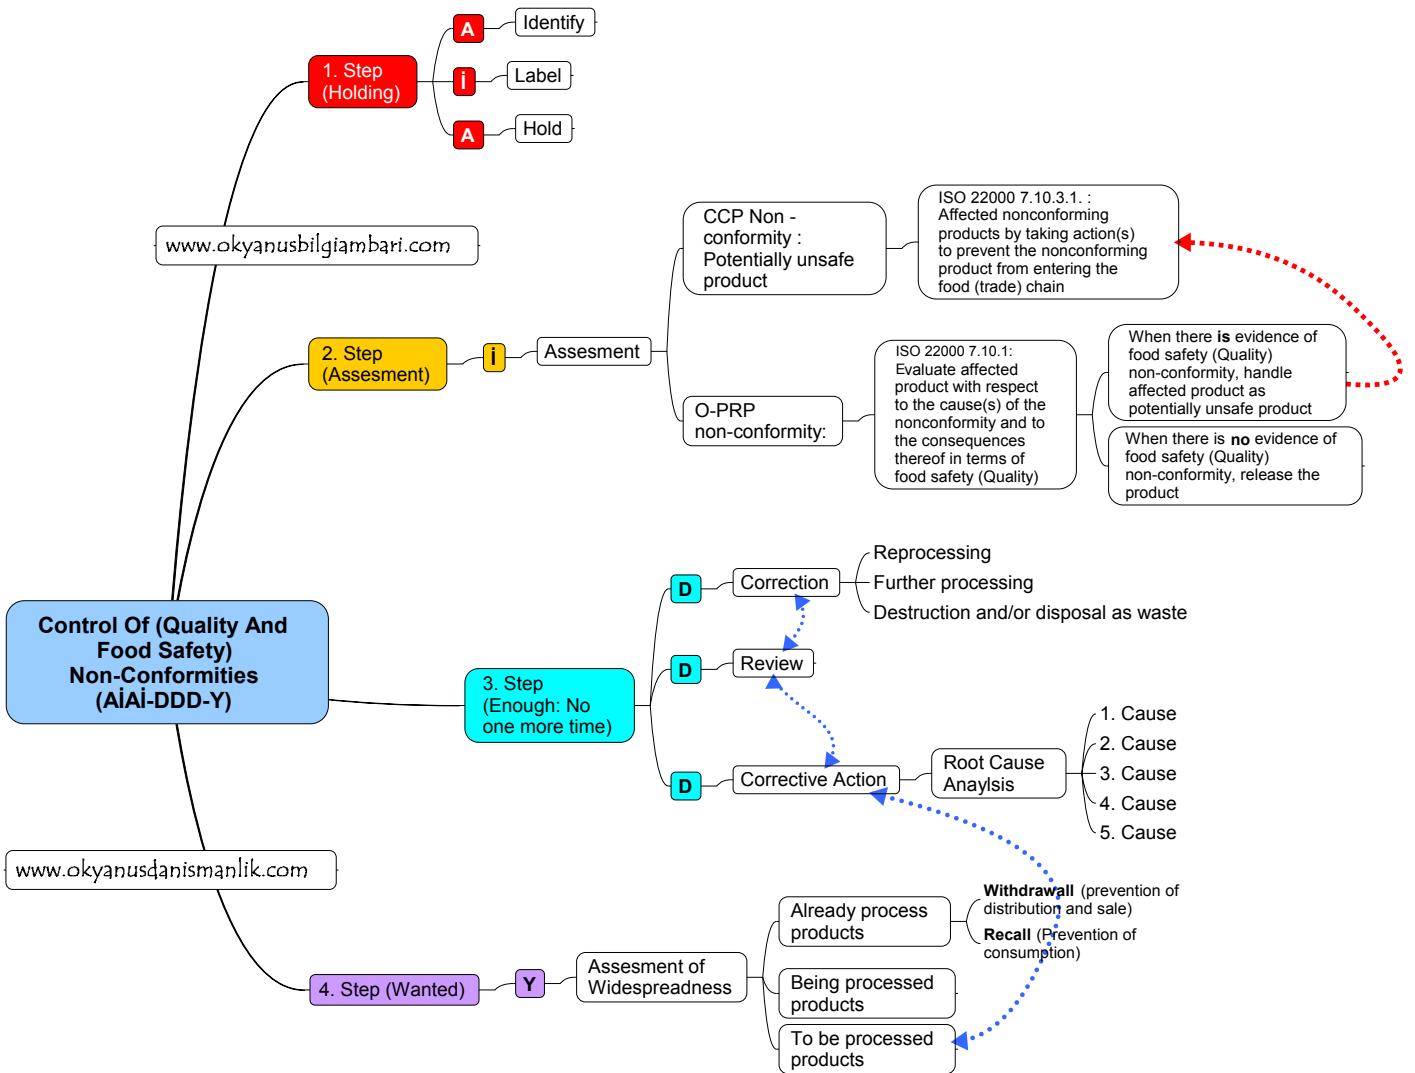 A
Identify
1. Step
(Holding)
İ
Label
A
Hold
www.okyanusbilgiambari.com
2. Step
(Assesment)
İ
Assesment
CCP Non -
conformity :
Potentially unsafe
product
ISO 22000 7.10.3.1. :
Affected nonconforming
products by taking action(s)
to prevent the nonconforming
product from entering the
food (trade) chain
O-PRP
non-conformity:
ISO 22000 7.10.1:
Evaluate affected
product with respect
to the cause(s) of the
nonconformity and to
the consequences
thereof in terms of
food safety (Quality)
When there is evidence of
food safety (Quality)
non-conformity, handle
affected product as
potentially unsafe product
When there is no evidence of
food safety (Quality)
non-conformity, release the
product
Control Of (Quality And
Food Safety)
Non-Conformities
(AİAİ-DDD-Y)
3. Step
(Enough: No
one more time)
D
Correction
Reprocessing
Further processing
Destruction and/or disposal as waste
D
Review
D
Corrective Action
Root Cause
Anaylsis
1. Cause
2. Cause
3. Cause
4. Cause
5. Cause
www.okyanusdanismanlik.com
4. Step (Wanted)
Y
Assesment of
Widespreadness
Already process
products
Withdrawall (prevention of
distribution and sale)
Recall (Prevention of
consumption)
Being processed
products
To be processed
products